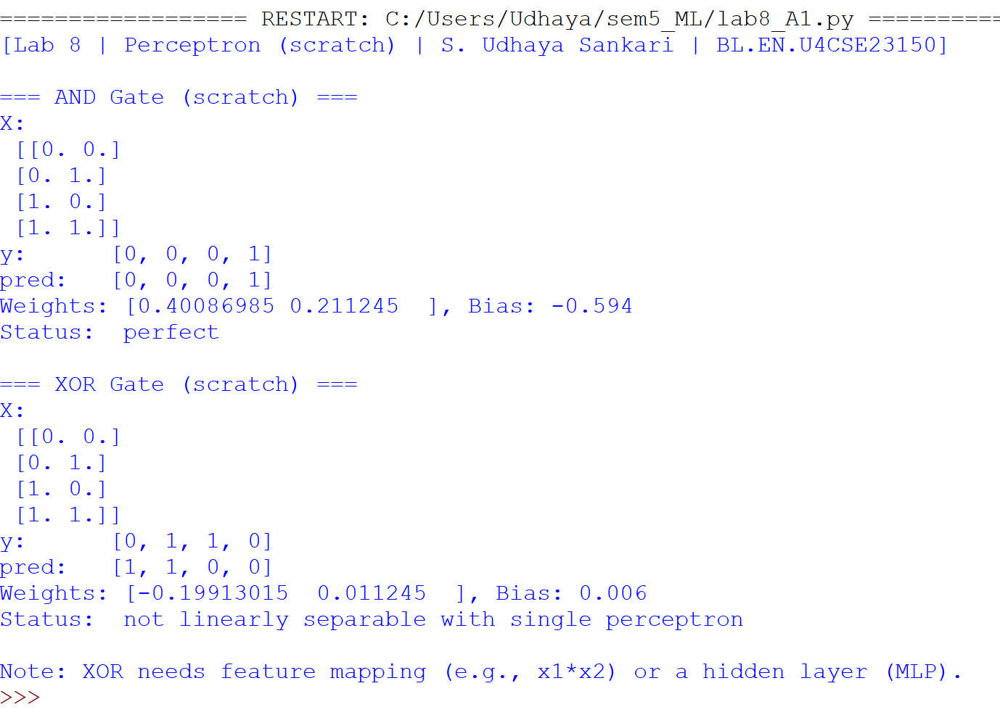 ================== RESTART: C:/Users/Udhaya/sem5_ML/lab8_A1.py ==========
[Lab 8 | Perceptron (scratch) | S. Udhaya Sankari | BL.EN.U4CSE23150]
=== AND Gate (scratch) ===
X:
[[0. 0.]
[0. 1.]
[1. 0.]
[1. 1.]]
y: [0, 0, 0, 1]
pred: [0, 0, 0, 1]
Weights: [0.40086985 0.211245 ], Bias: -0.594
Status: perfect
=== XOR Gate (scratch) ===
X:
[[0. 0.]
[0. 1.]
[1. 0.]
[1. 1.]]
y: [0, 1, 1, 0]
pred: [1, 1, 0, 0]
Weights: [-0.19913015 0.011245 ], Bias: 0.006
Status: not linearly separable with single perceptron
Note: XOR needs feature mapping (e.g., x1*x2) or a hidden layer (MLP).
>>>